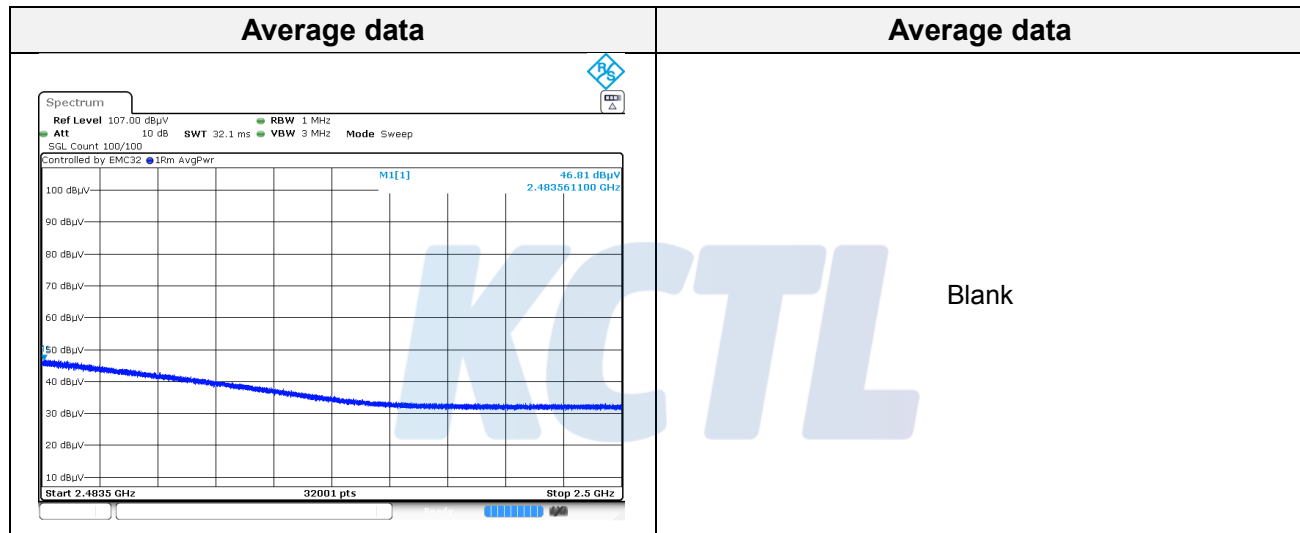 Average data
Average data
R&S
Spectrum
Ref Level 107.00 dBµV RBW 1 MHz
Att 10 dB SWT 32.1 ms VBW 3 MHz Mode Sweep
SGL Count 100/100
Controlled by EMC32 1Rm AvgPwr
M1[1] 46.81 dBµV
2.483561100 GHz
100 dBµV
90 dBµV
80 dBµV
70 dBµV
60 dBµV
50 dBµV
40 dBµV
30 dBµV
20 dBµV
10 dBµV
Start 2.4835 GHz 32001 pts Stop 2.5 GHz
Ready
KCTL
Blank